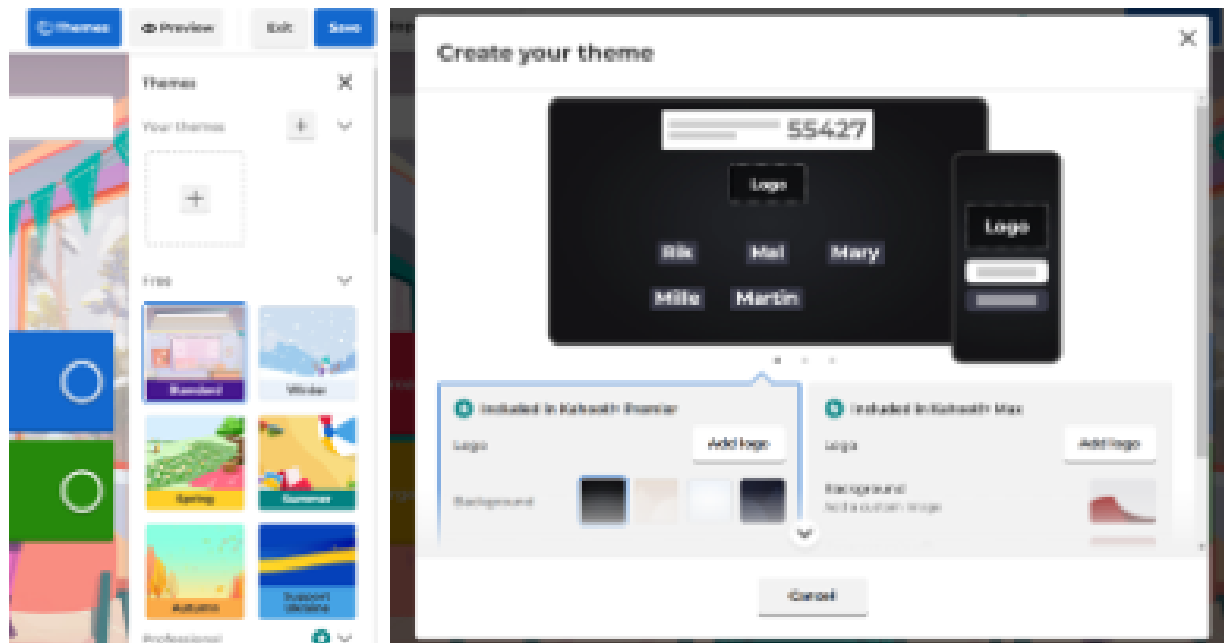 Themes
Preview
Exit
Save
Themes
Your themes
Free
Standard
Winter
Spring
Summer
Autumn
Support
Ukraine
Professional
Create your theme
55427
Logo
Logo
Rik
Mal
Mary
Mille
Martin
Included in Kahoot!+ Premier
Logo
Add logo
Background
Included in Kahoot!+ Max
Logo
Add logo
Background
Add a custom image
Cancel